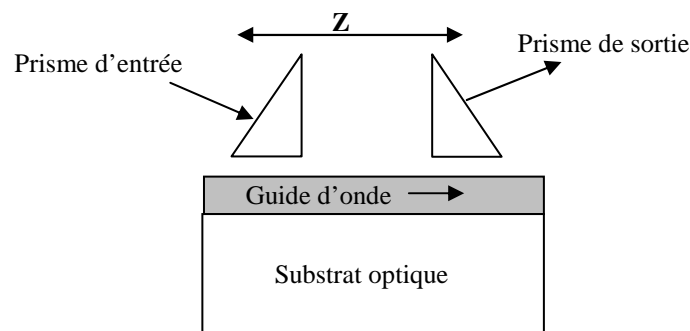 Z
Prisme de sortie
Prisme d’entrée
Guide d’onde
Substrat optique